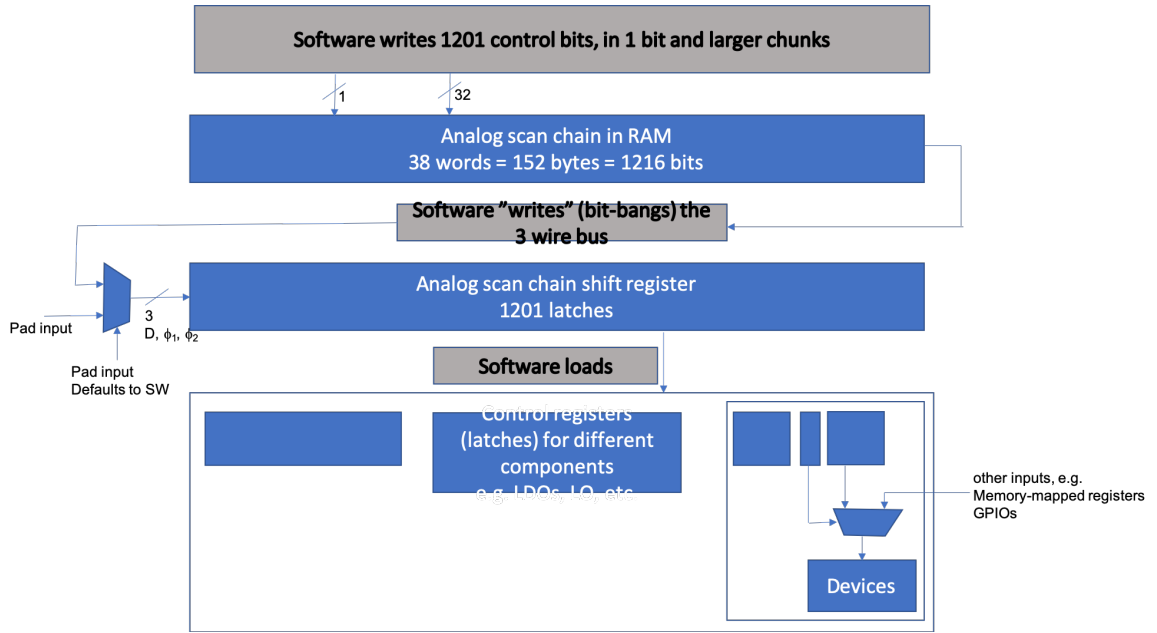 Software writes 1201 control bits, in 1 bit and larger chunks
1
32
Analog scan chain in RAM
38 words = 152 bytes = 1216 bits
Software ”writes” (bit-bangs) the
3 wire bus
Analog scan chain shift register
1201 latches
Pad input
3
D, ϕ₁, ϕ₂
Pad input
Defaults to SW
Software loads
Control registers
(latches) for different
components
e.g. LDOs, LO, etc.
other inputs, e.g.
Memory-mapped registers
GPIOs
Devices